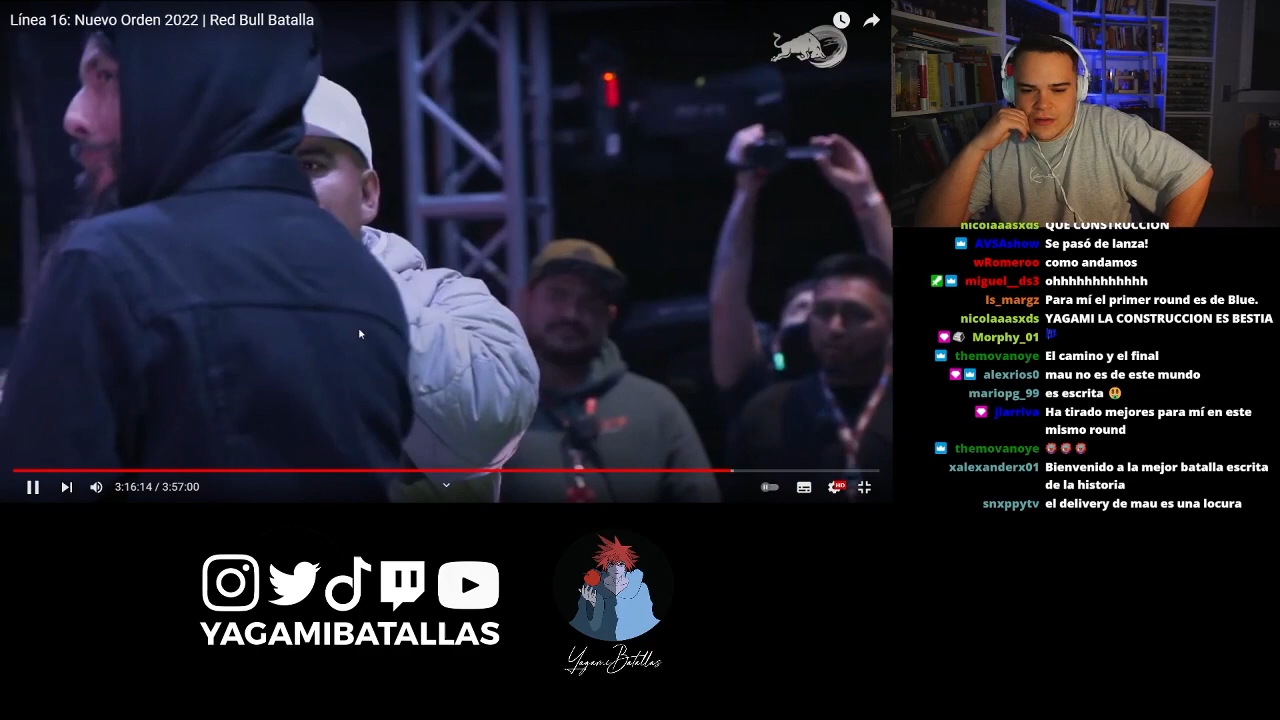 Línea 16: Nuevo Orden 2022 | Red Bull Batalla
3:16:14 / 3:57:00
HD
nicolaaasxds QUE CONSTRUCCION
AVSAshow Se pasó de lanza!
wRomeroo como andamos
miguel__ds3 ohhhhhhhhhhhh
Is_margz Para mí el primer round es de Blue.
nicolaaasxds YAGAMI LA CONSTRUCCION ES BESTIA
Morphy_01
themovanoye El camino y el final
alexrios0 mau no es de este mundo
mariopg_99 es escrita 🤑
jlarriva Ha tirado mejores para mí en este
mismo round
themovanoye
xalexanderx01 Bienvenido a la mejor batalla escrita
de la historia
snxppytv el delivery de mau es una locura
YAGAMIBATALLAS
YagamiBatallas